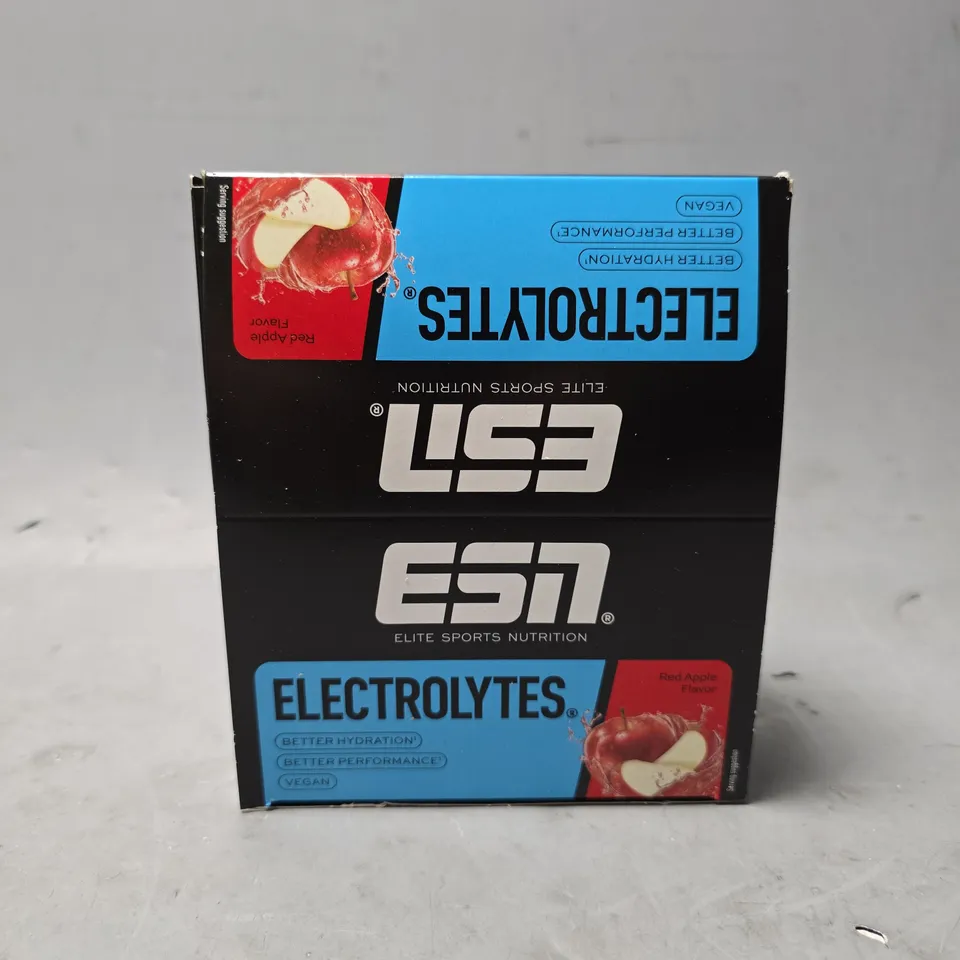 Serving suggestion
VEGAN
BETTER PERFORMANCE¹
BETTER HYDRATION¹
ELECTROLYTES®
Red Apple
Flavor
ELITE SPORTS NUTRITION
ESN®
ESN®
ELITE SPORTS NUTRITION
ELECTROLYTES®
Red Apple
Flavor
BETTER HYDRATION¹
BETTER PERFORMANCE¹
VEGAN
Serving suggestion